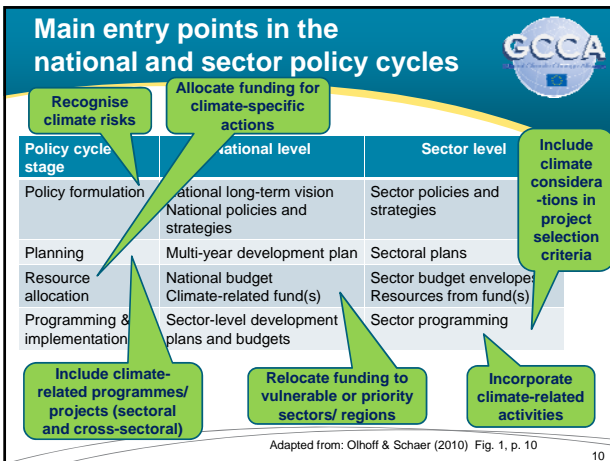 Main entry points in the
national and sector policy cycles
GCCA
Recognise
climate risks
Allocate funding for
climate-specific
actions
Include
climate
considera
-tions in
project
selection
criteria
Policy cycle
stage
National level
Sector level
Policy formulation
National long-term vision
National policies and
strategies
Sector policies and
strategies
Planning
Multi-year development plan
Sectoral plans
Resource
allocation
National budget
Climate-related fund(s)
Sector budget envelopes
Resources from fund(s)
Programming &
implementation
Sector-level development
plans and budgets
Sector programming
Include climate-
related programmes/
projects (sectoral
and cross-sectoral)
Relocate funding to
vulnerable or priority
sectors/ regions
Incorporate
climate-related
activities
Adapted from: Olhoff & Schaer (2010) Fig. 1, p. 10
10